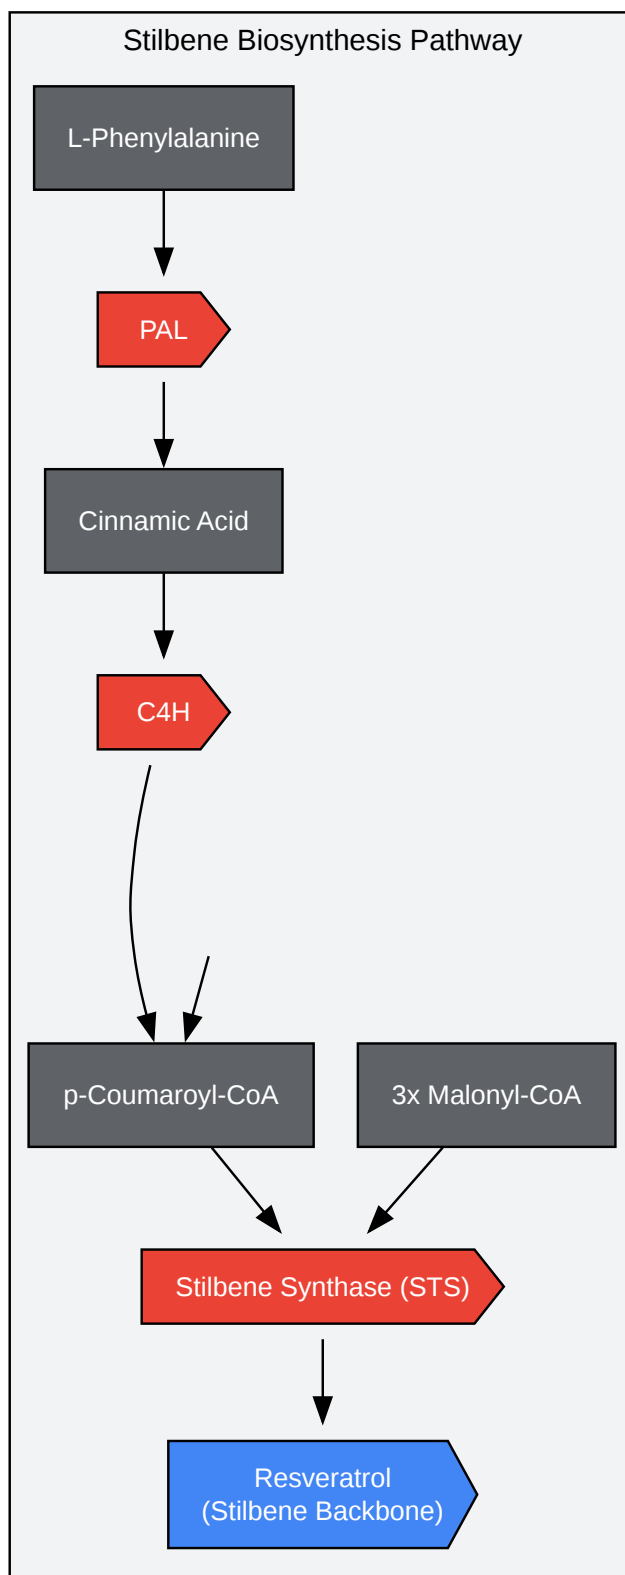 Stilbene Biosynthesis Pathway
L-Phenylalanine
PAL
Cinnamic Acid
C4H
p-Coumaroyl-CoA
3x Malonyl-CoA
Stilbene Synthase (STS)
Resveratrol
(Stilbene Backbone)